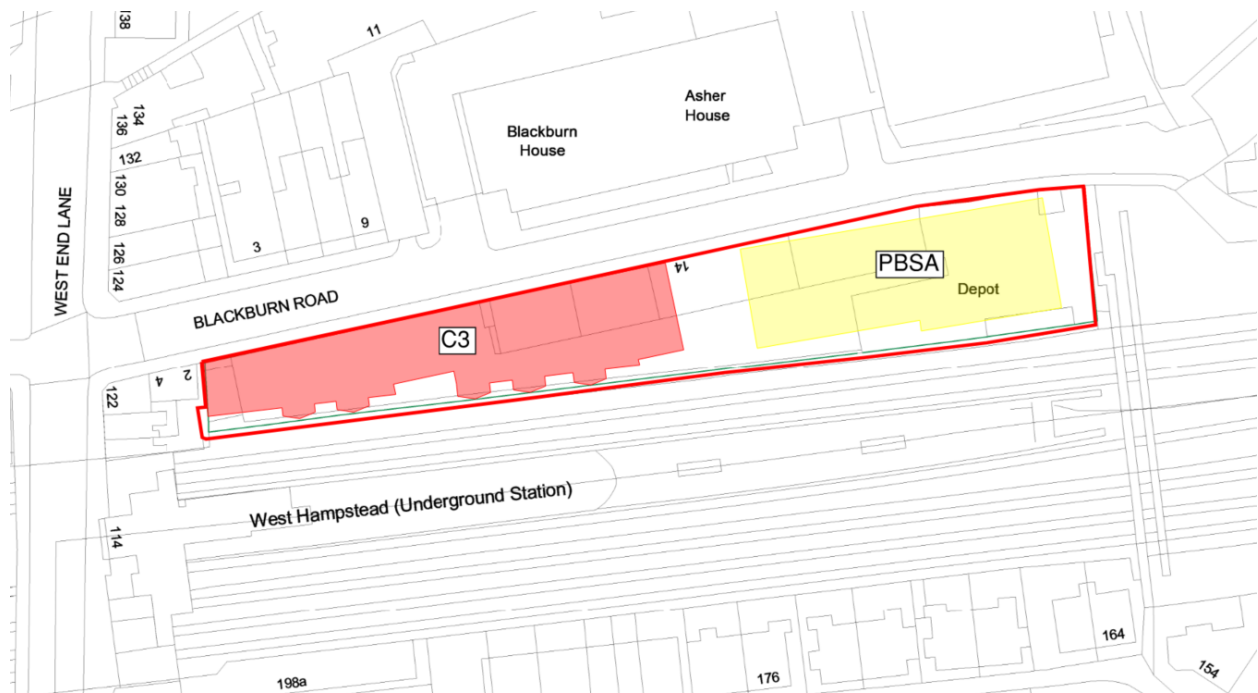 138
11
134
136
132
130
128
126
124
3
9
Blackburn
House
Asher
House
WEST END LANE
BLACKBURN ROAD
14
PBSA
Depot
C3
2
4
122
114
West Hampstead (Underground Station)
198a
176
164
154